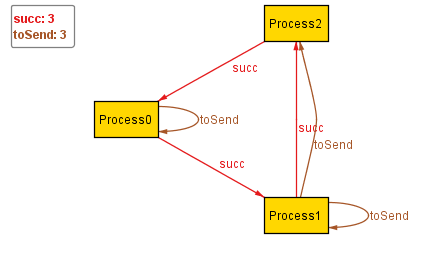 succ: 3
toSend: 3
Process2
succ
Process0
toSend
succ
toSend
succ
Process1
toSend